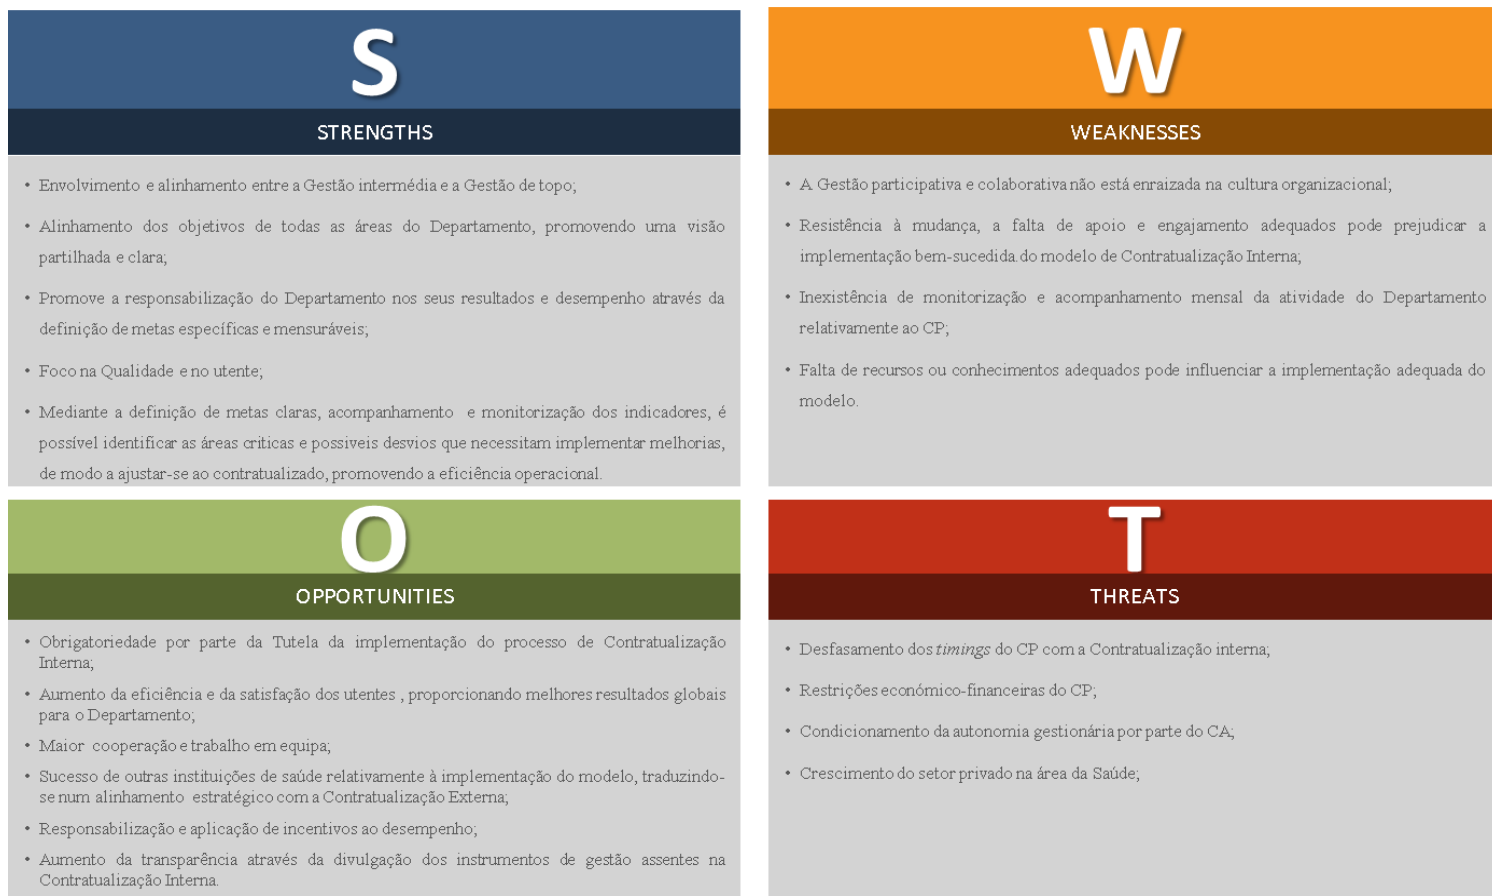 S
STRENGTHS
• Envolvimento e alinhamento entre a Gestão intermédia e a Gestão de topo;
• Alinhamento dos objetivos de todas as áreas do Departamento, promovendo uma visão
partilhada e clara;
• Promove a responsabilização do Departamento nos seus resultados e desempenho através da
definição de metas específicas e mensuráveis;
• Foco na Qualidade e no utente;
• Mediante a definição de metas claras, acompanhamento e monitorização dos indicadores, é
possível identificar as áreas críticas e possiveis desvios que necessitam implementar melhorias,
de modo a ajustar-se ao contratualizado, promovendo a eficiência operacional.
W
WEAKNESSES
• A Gestão participativa e colaborativa não está enraizada na cultura organizacional;
• Resistência à mudança, a falta de apoio e engajamento adequados pode prejudicar a
implementação bem-sucedida.do modelo de Contratualização Interna;
• Inexistência de monitorização e acompanhamento mensal da atividade do Departamento
relativamente ao CP;
• Falta de recursos ou conhecimentos adequados pode influenciar a implementação adequada do
modelo.
O
OPPORTUNITIES
• Obrigatoriedade por parte da Tutela da implementação do processo de Contratualização
Interna;
• Aumento da eficiência e da satisfação dos utentes , proporcionando melhores resultados globais
para o Departamento;
• Maior cooperação e trabalho em equipa;
• Sucesso de outras instituições de saúde relativamente à implementação do modelo, traduzindo-
se num alinhamento estratégico com a Contratualização Externa;
• Responsabilização e aplicação de incentivos ao desempenho;
• Aumento da transparência através da divulgação dos instrumentos de gestão assentes na
Contratualização Interna.
T
THREATS
• Desfasamento dos timings do CP com a Contratualização interna;
• Restrições económico-financeiras do CP;
• Condicionamento da autonomia gestionária por parte do CA;
• Crescimento do setor privado na área da Saúde;